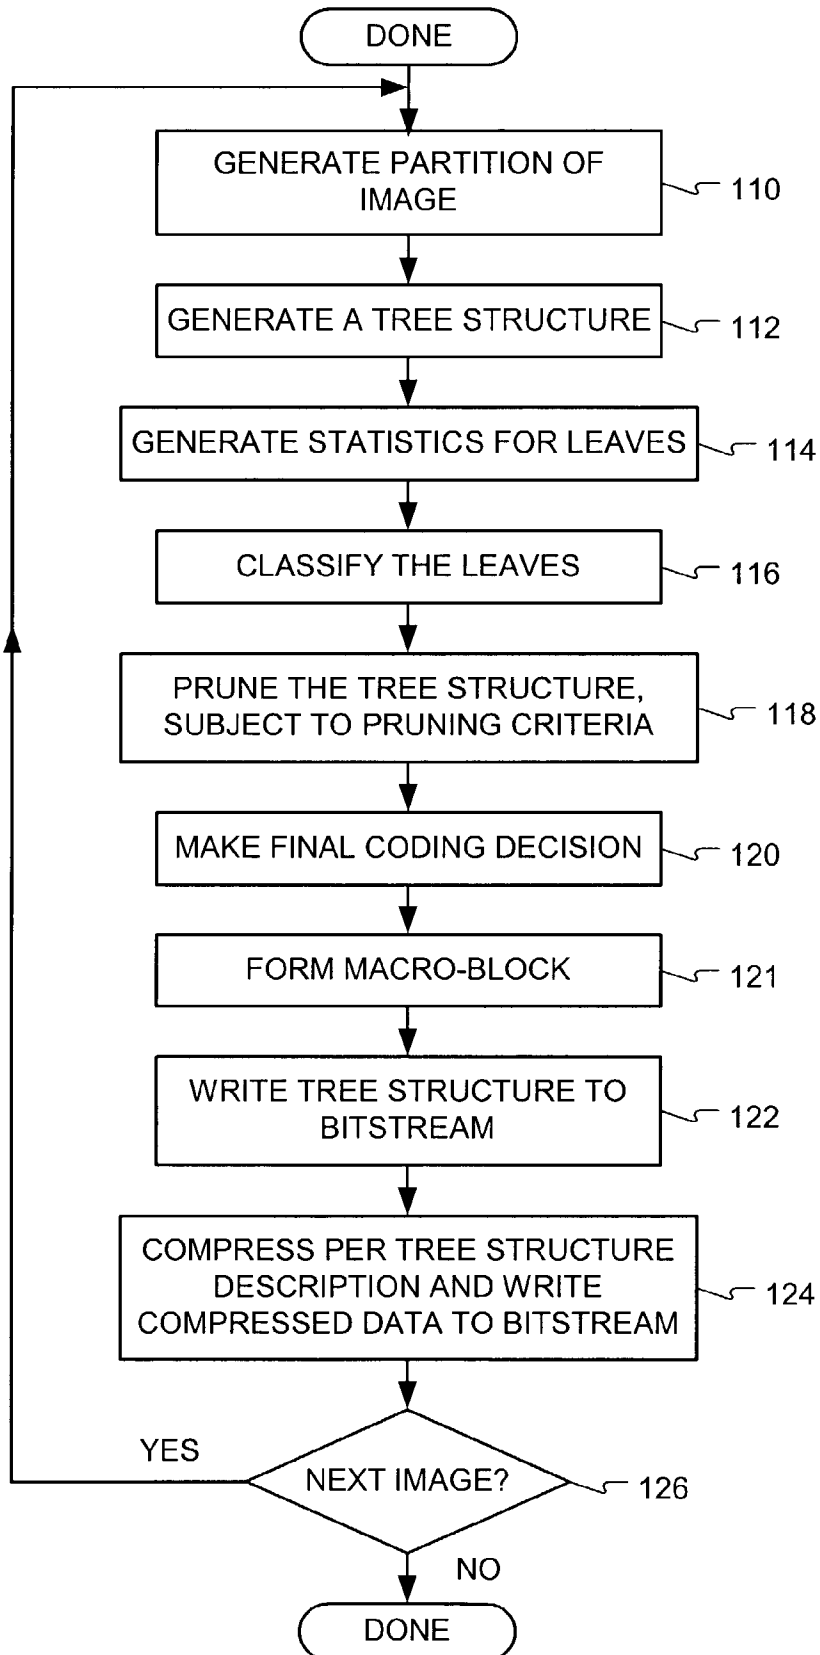 DONE
GENERATE PARTITION OF
IMAGE
110
GENERATE A TREE STRUCTURE
112
GENERATE STATISTICS FOR LEAVES
114
CLASSIFY THE LEAVES
116
PRUNE THE TREE STRUCTURE,
SUBJECT TO PRUNING CRITERIA
118
MAKE FINAL CODING DECISION
120
FORM MACRO-BLOCK
121
WRITE TREE STRUCTURE TO
BITSTREAM
122
COMPRESS PER TREE STRUCTURE
DESCRIPTION AND WRITE
COMPRESSED DATA TO BITSTREAM
124
YES
NEXT IMAGE?
126
NO
DONE